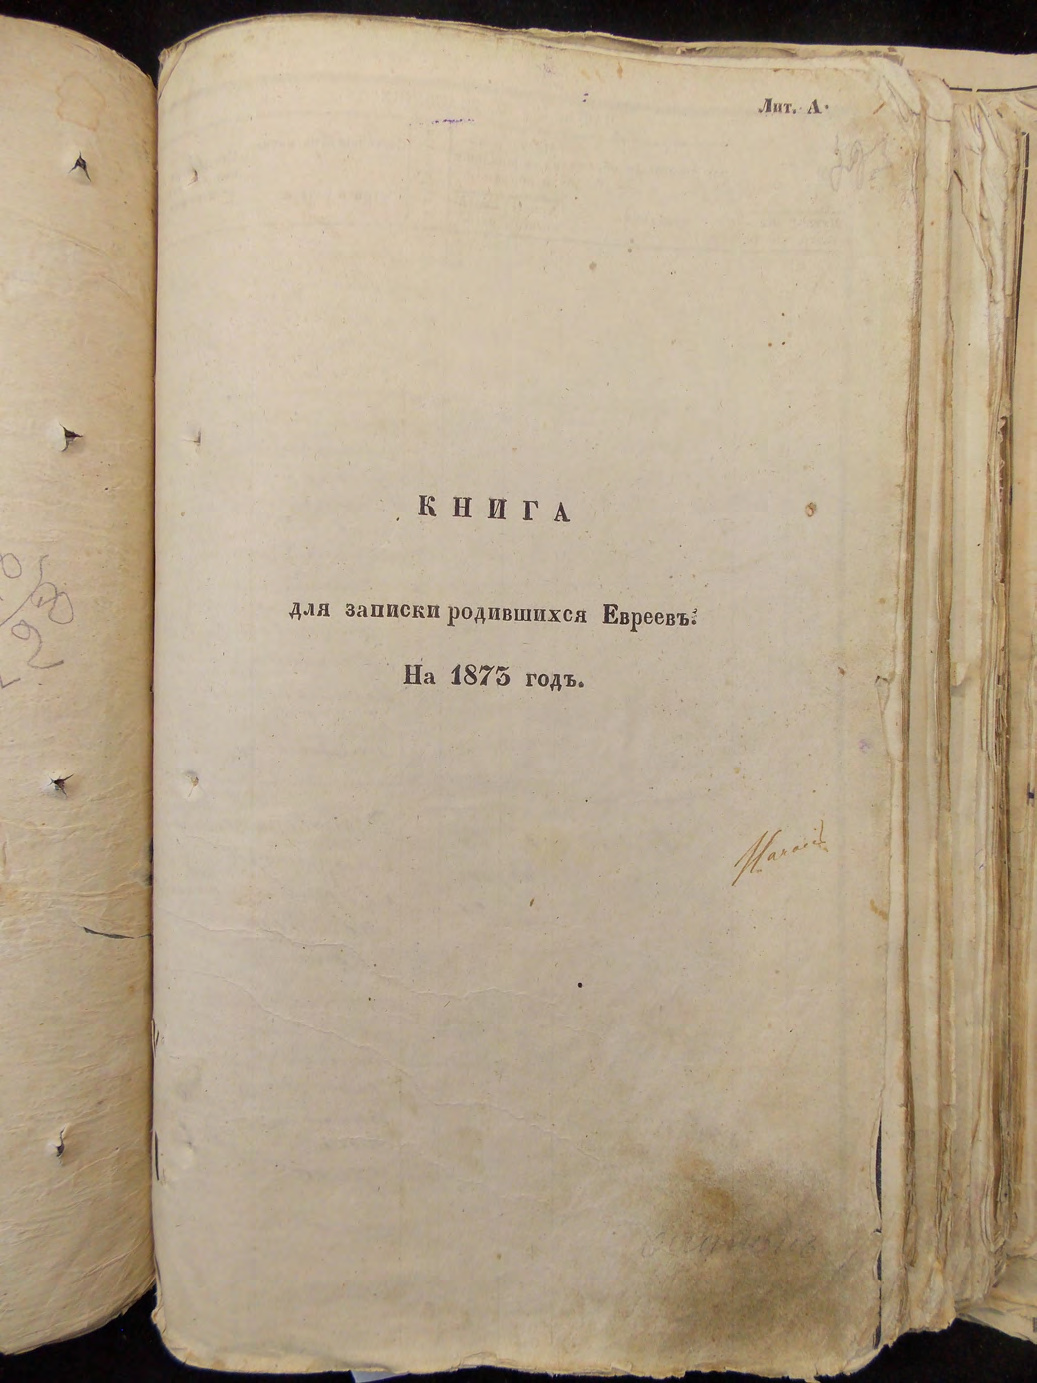 Лит. А.
КНИГА
для записки родившихся Евреевъ.
На 1873 годъ.